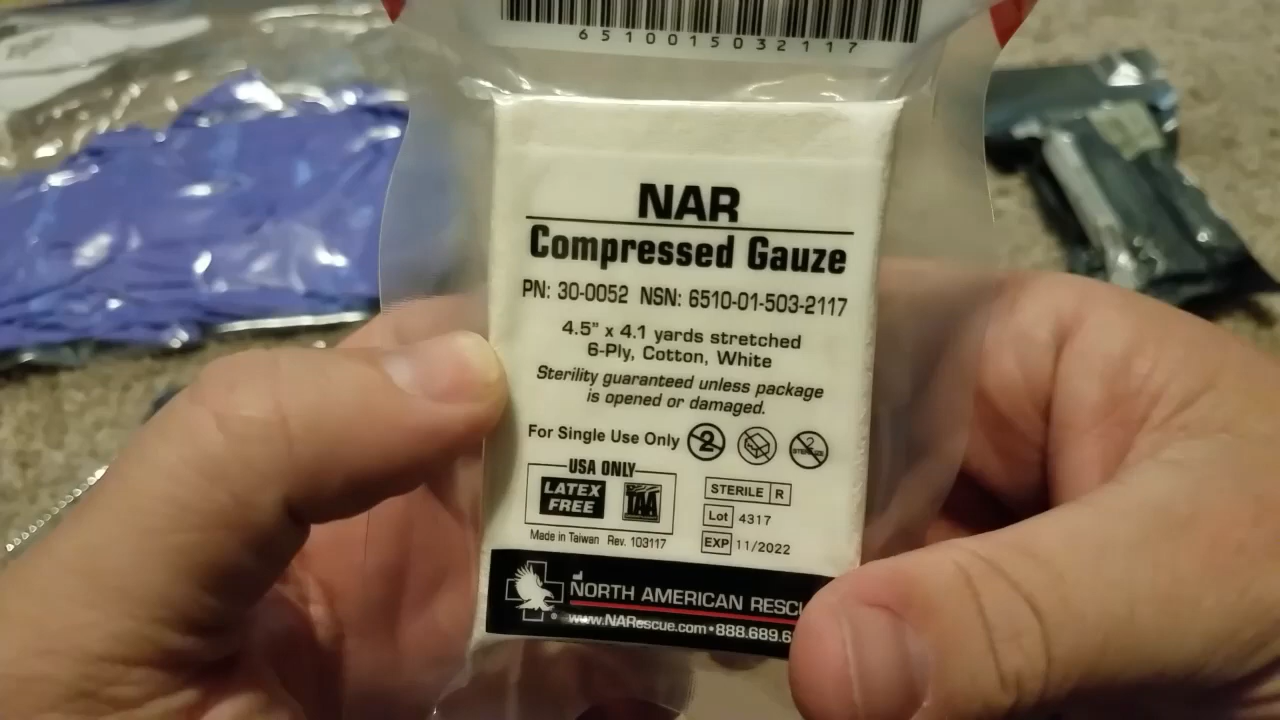 6510015032117
NAR
Compressed Gauze
PN: 30-0052 NSN: 6510-01-503-2117
4.5" x 4.1 yards stretched
6-Ply, Cotton, White
Sterility guaranteed unless package
is opened or damaged.
For Single Use Only
2
USA ONLY
LATEX
FREE
TAA
STERILE R
Lot 4317
EXP 11/2022
Made in Taiwan Rev. 103117
NORTH AMERICAN
www.NARescue.com•888.689.6